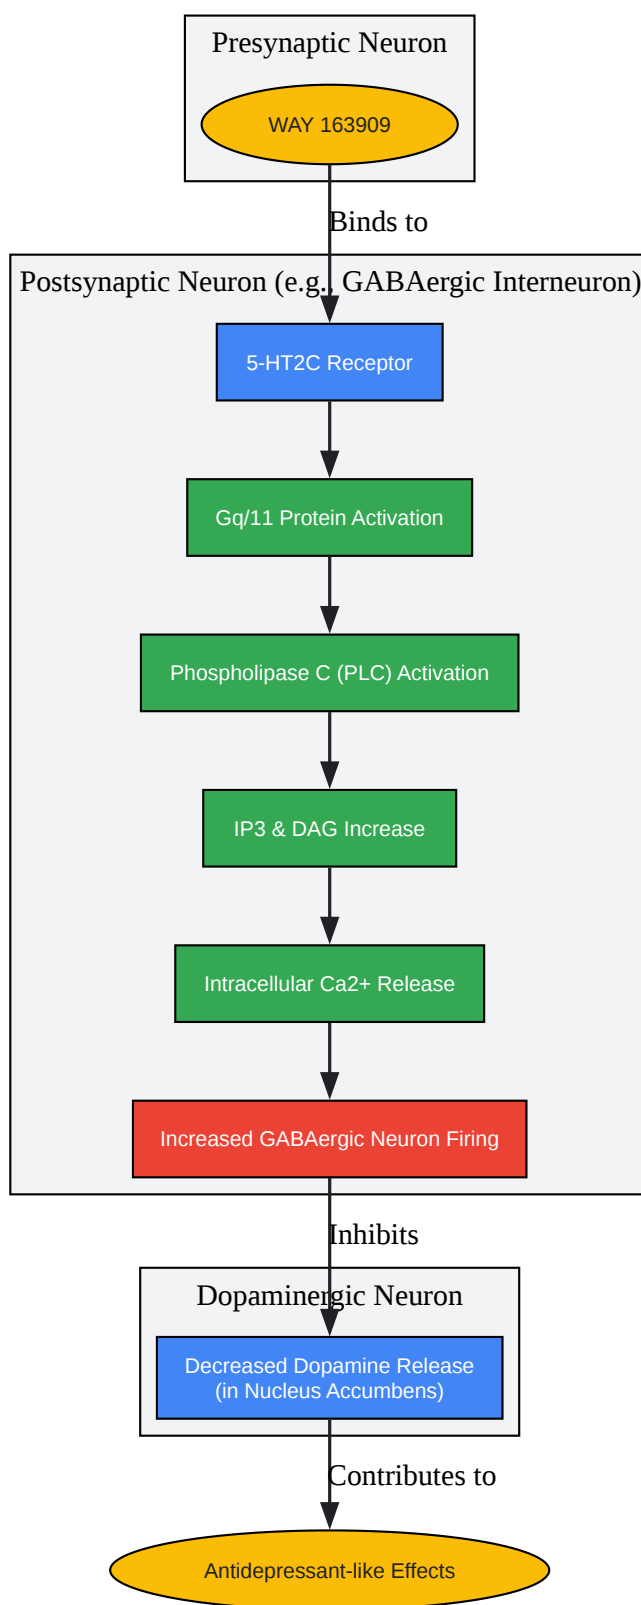 Presynaptic Neuron
WAY 163909
Binds to
Postsynaptic Neuron (e.g., GABAergic Interneuron)
5-HT2C Receptor
Gq/11 Protein Activation
Phospholipase C (PLC) Activation
IP3 & DAG Increase
Intracellular Ca2+ Release
Increased GABAergic Neuron Firing
Inhibits
Dopaminergic Neuron
Decreased Dopamine Release
(in Nucleus Accumbens)
Contributes to
Antidepressant-like Effects